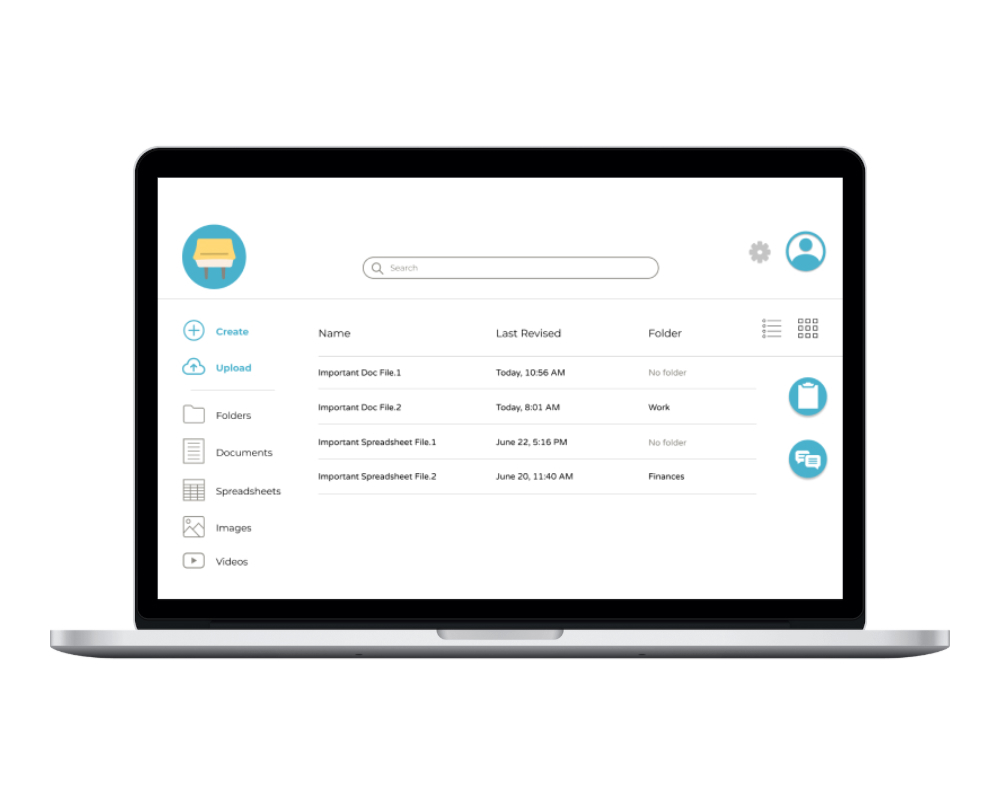 Search
Create
Upload
Folders
Documents
Spreadsheets
Images
Videos
Name Last Revised Folder
Important Doc File.1 Today, 10:56 AM No folder
Important Doc File.2 Today, 8:01 AM Work
Important Spreadsheet File.1 June 22, 5:16 PM No folder
Important Spreadsheet File.2 June 20, 11:40 AM Finances